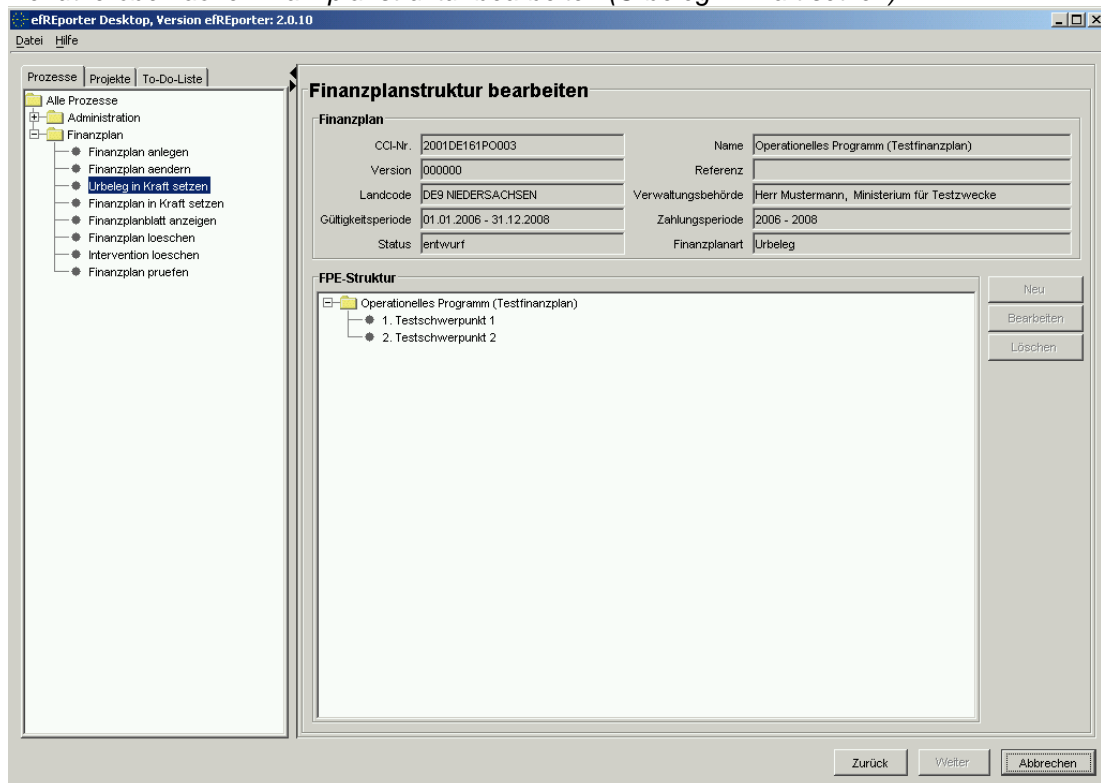 efREporter Desktop, Version efREporter: 2.0.10
Datei Hilfe
Prozesse Projekte To-Do-Liste
Alle Prozesse
Administration
Finanzplan
Finanzplan anlegen
Finanzplan aendern
Urbeleg in Kraft setzen
Finanzplan in Kraft setzen
Finanzplanblatt anzeigen
Finanzplan loeschen
Intervention loeschen
Finanzplan pruefen
Finanzplanstruktur bearbeiten
Finanzplan
CCI-Nr. 2001DE161PO003 Name Operationelles Programm (Testfinanzplan)
Version 000000 Referenz
Landcode DE9 NIEDERSACHSEN Verwaltungsbehörde Herr Mustermann, Ministerium für Testzwecke
Gültigkeitsperiode 01.01.2006 - 31.12.2008 Zahlungsperiode 2006 - 2008
Status entwurf Finanzplanart Urbeleg
FPE-Struktur
Operationelles Programm (Testfinanzplan)
1. Testschwerpunkt 1
2. Testschwerpunkt 2
Neu
Bearbeiten
Löschen
Zurück Weiter Abbrechen